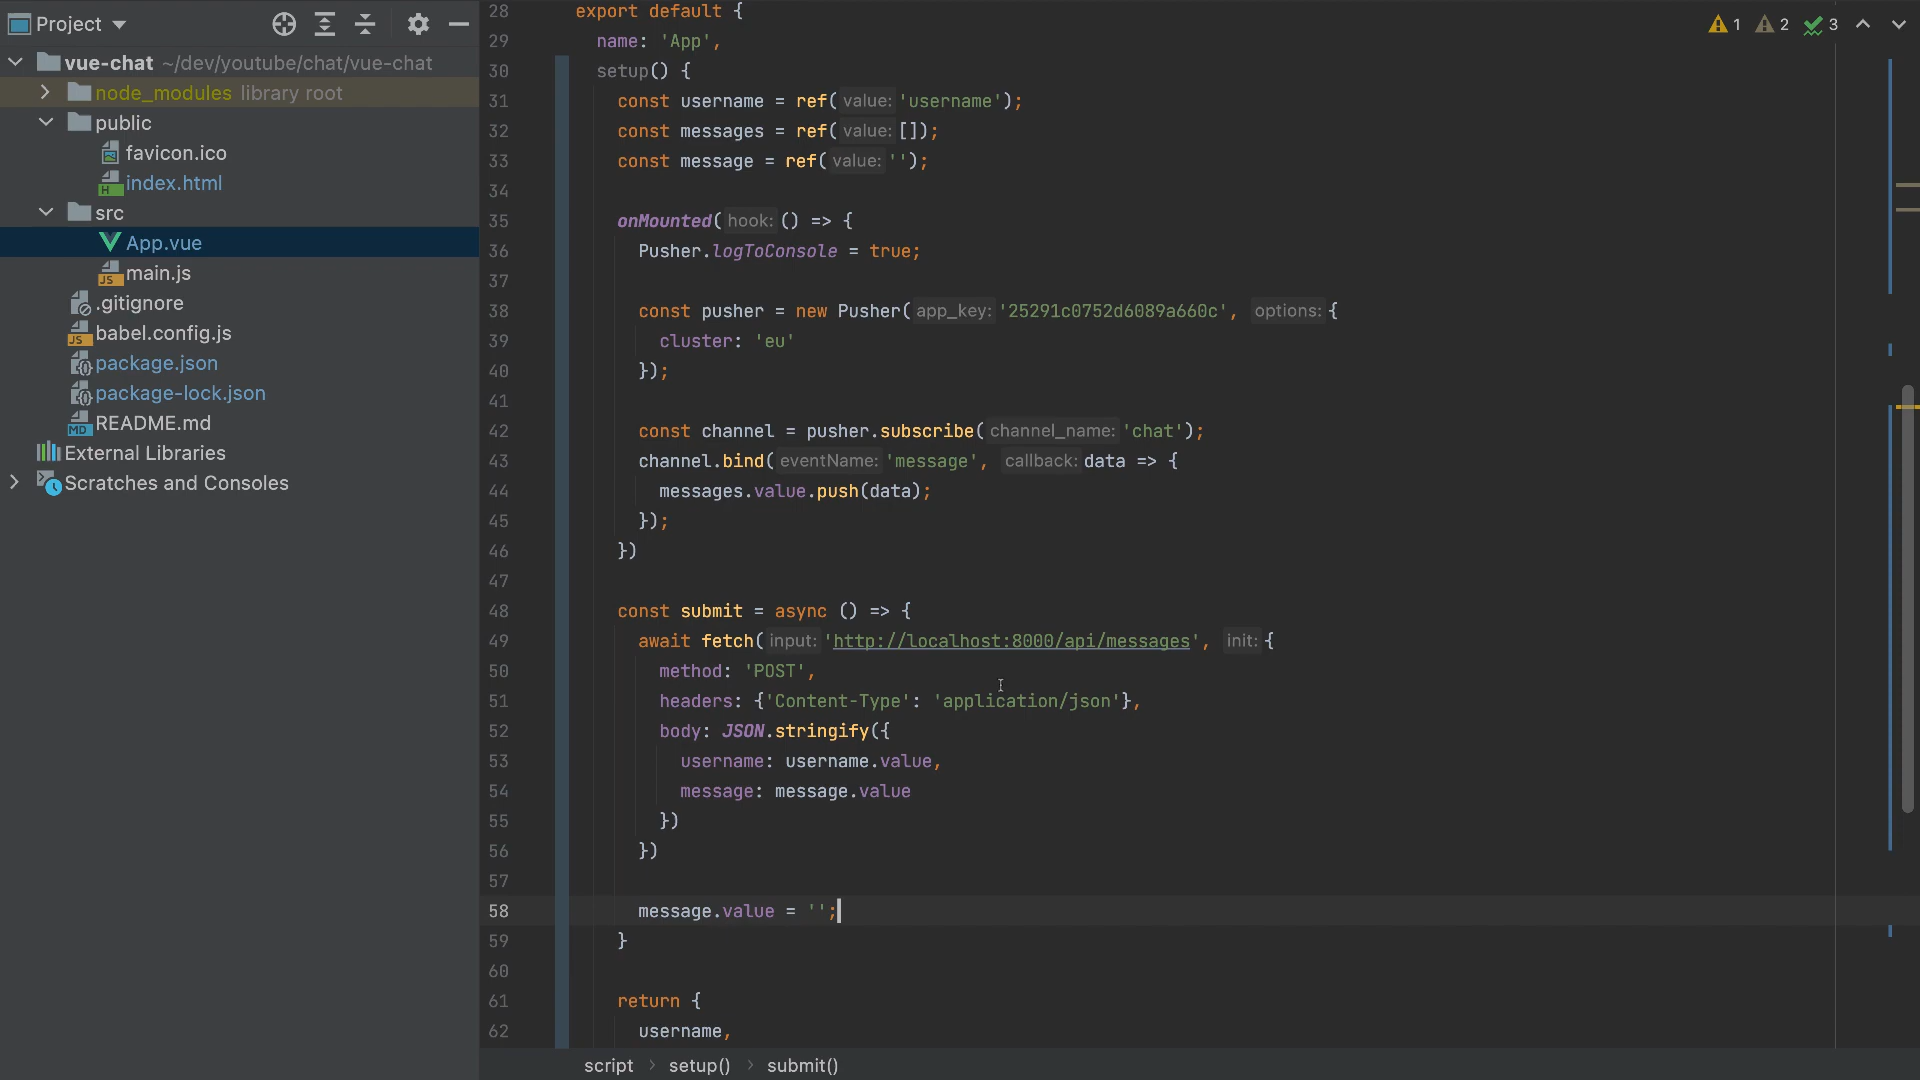 Project
vue-chat ~/dev/youtube/chat/vue-chat
node_modules library root
public
favicon.ico
index.html
src
App.vue
main.js
.gitignore
babel.config.js
package.json
package-lock.json
README.md
External Libraries
Scratches and Consoles
1 2 3
28 export default {
29 name: 'App',
30 setup() {
31 const username = ref( value: 'username');
32 const messages = ref( value: []);
33 const message = ref( value: '');
34
35 onMounted( hook: () => {
36 Pusher.logToConsole = true;
37
38 const pusher = new Pusher( app_key: '25291c0752d6089a660c', options: {
39 cluster: 'eu'
40 });
41
42 const channel = pusher.subscribe( channel_name: 'chat');
43 channel.bind( eventName: 'message', callback: data => {
44 messages.value.push(data);
45 });
46 })
47
48 const submit = async () => {
49 await fetch( input: 'http://localhost:8000/api/messages', init: {
50 method: 'POST',
51 headers: {'Content-Type': 'application/json'},
52 body: JSON.stringify({
53 username: username.value,
54 message: message.value
55 })
56 })
57
58 message.value = '';
59 }
60
61 return {
62 username,
script › setup() › submit()